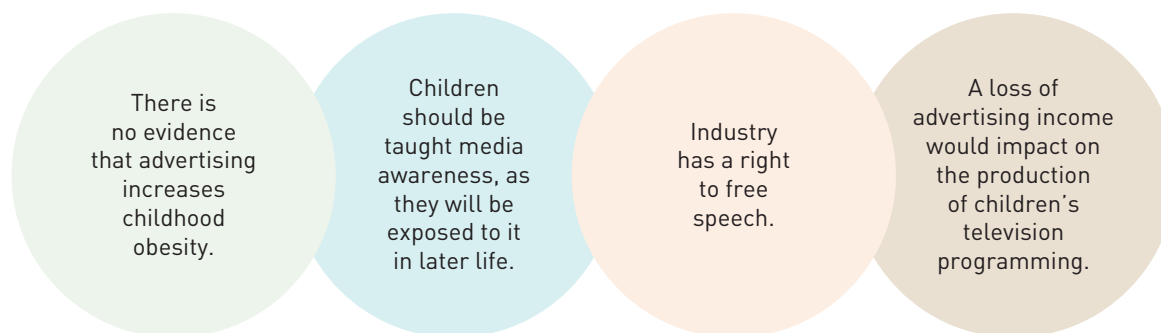 There is
no evidence
that advertising
increases
childhood
obesity.
Children
should be
taught media
awareness, as
they will be
exposed to it
in later life.
Industry
has a right
to free
speech.
A loss of
advertising income
would impact on
the production
of children’s
television
programming.